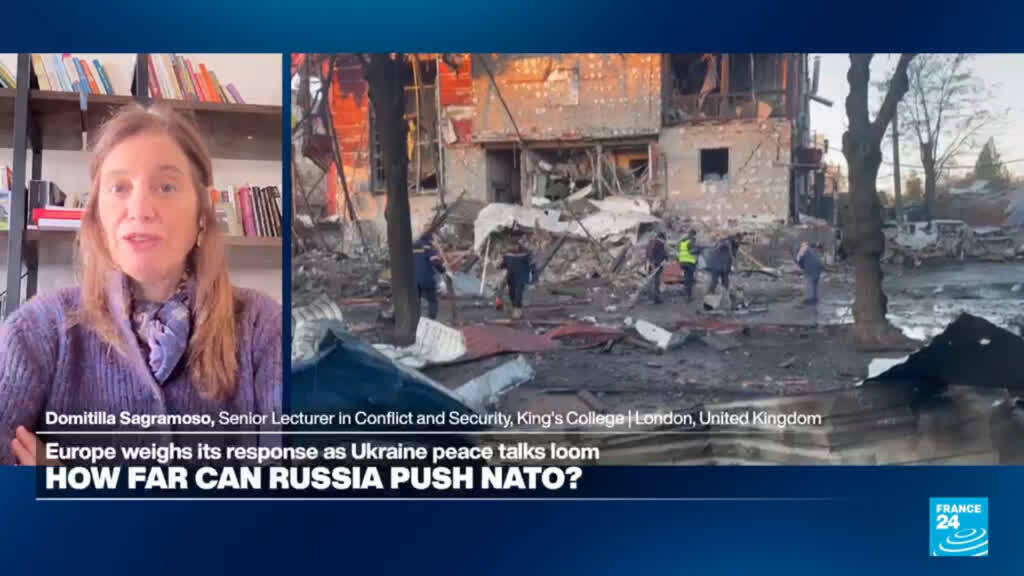 Domitilla Sagramoso, Senior Lecturer in Conflict and Security, King's College | London, United Kingdom
Europe weighs its response as Ukraine peace talks loom
HOW FAR CAN RUSSIA PUSH NATO?
FRANCE
24